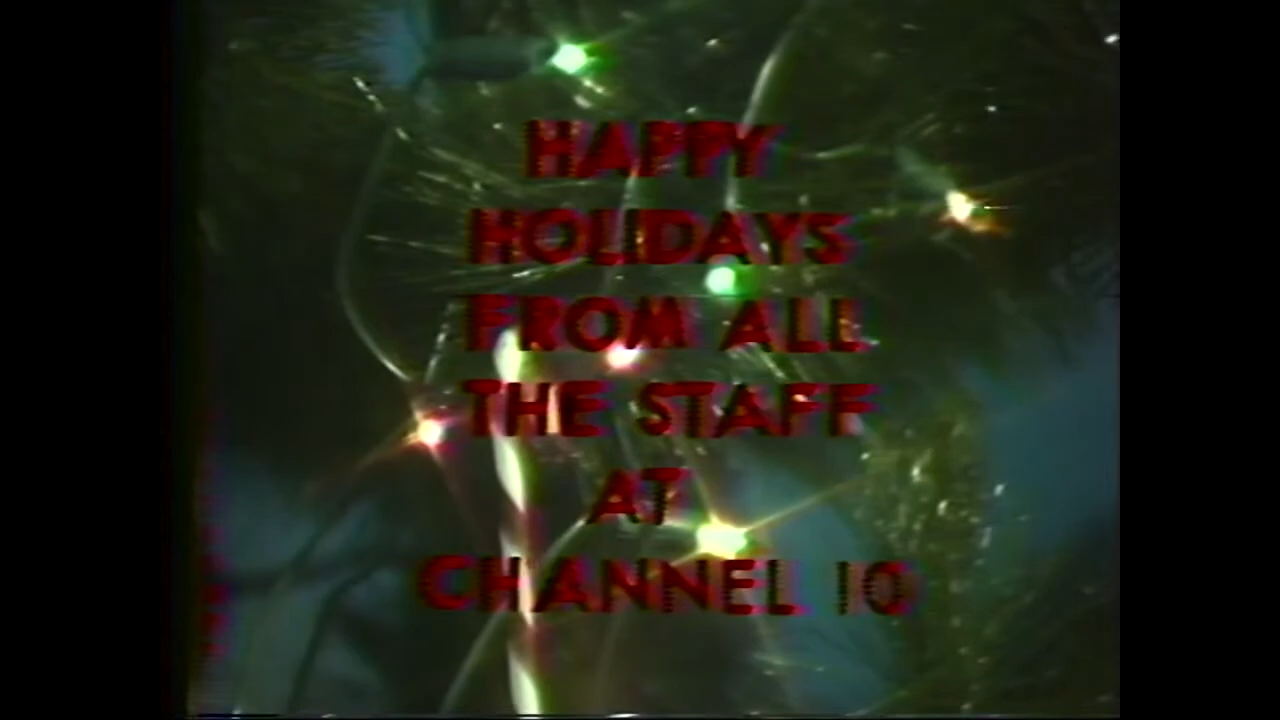 HAPPY
HOLIDAYS
FROM ALL
THE STAFF
AT
CHANNEL 10